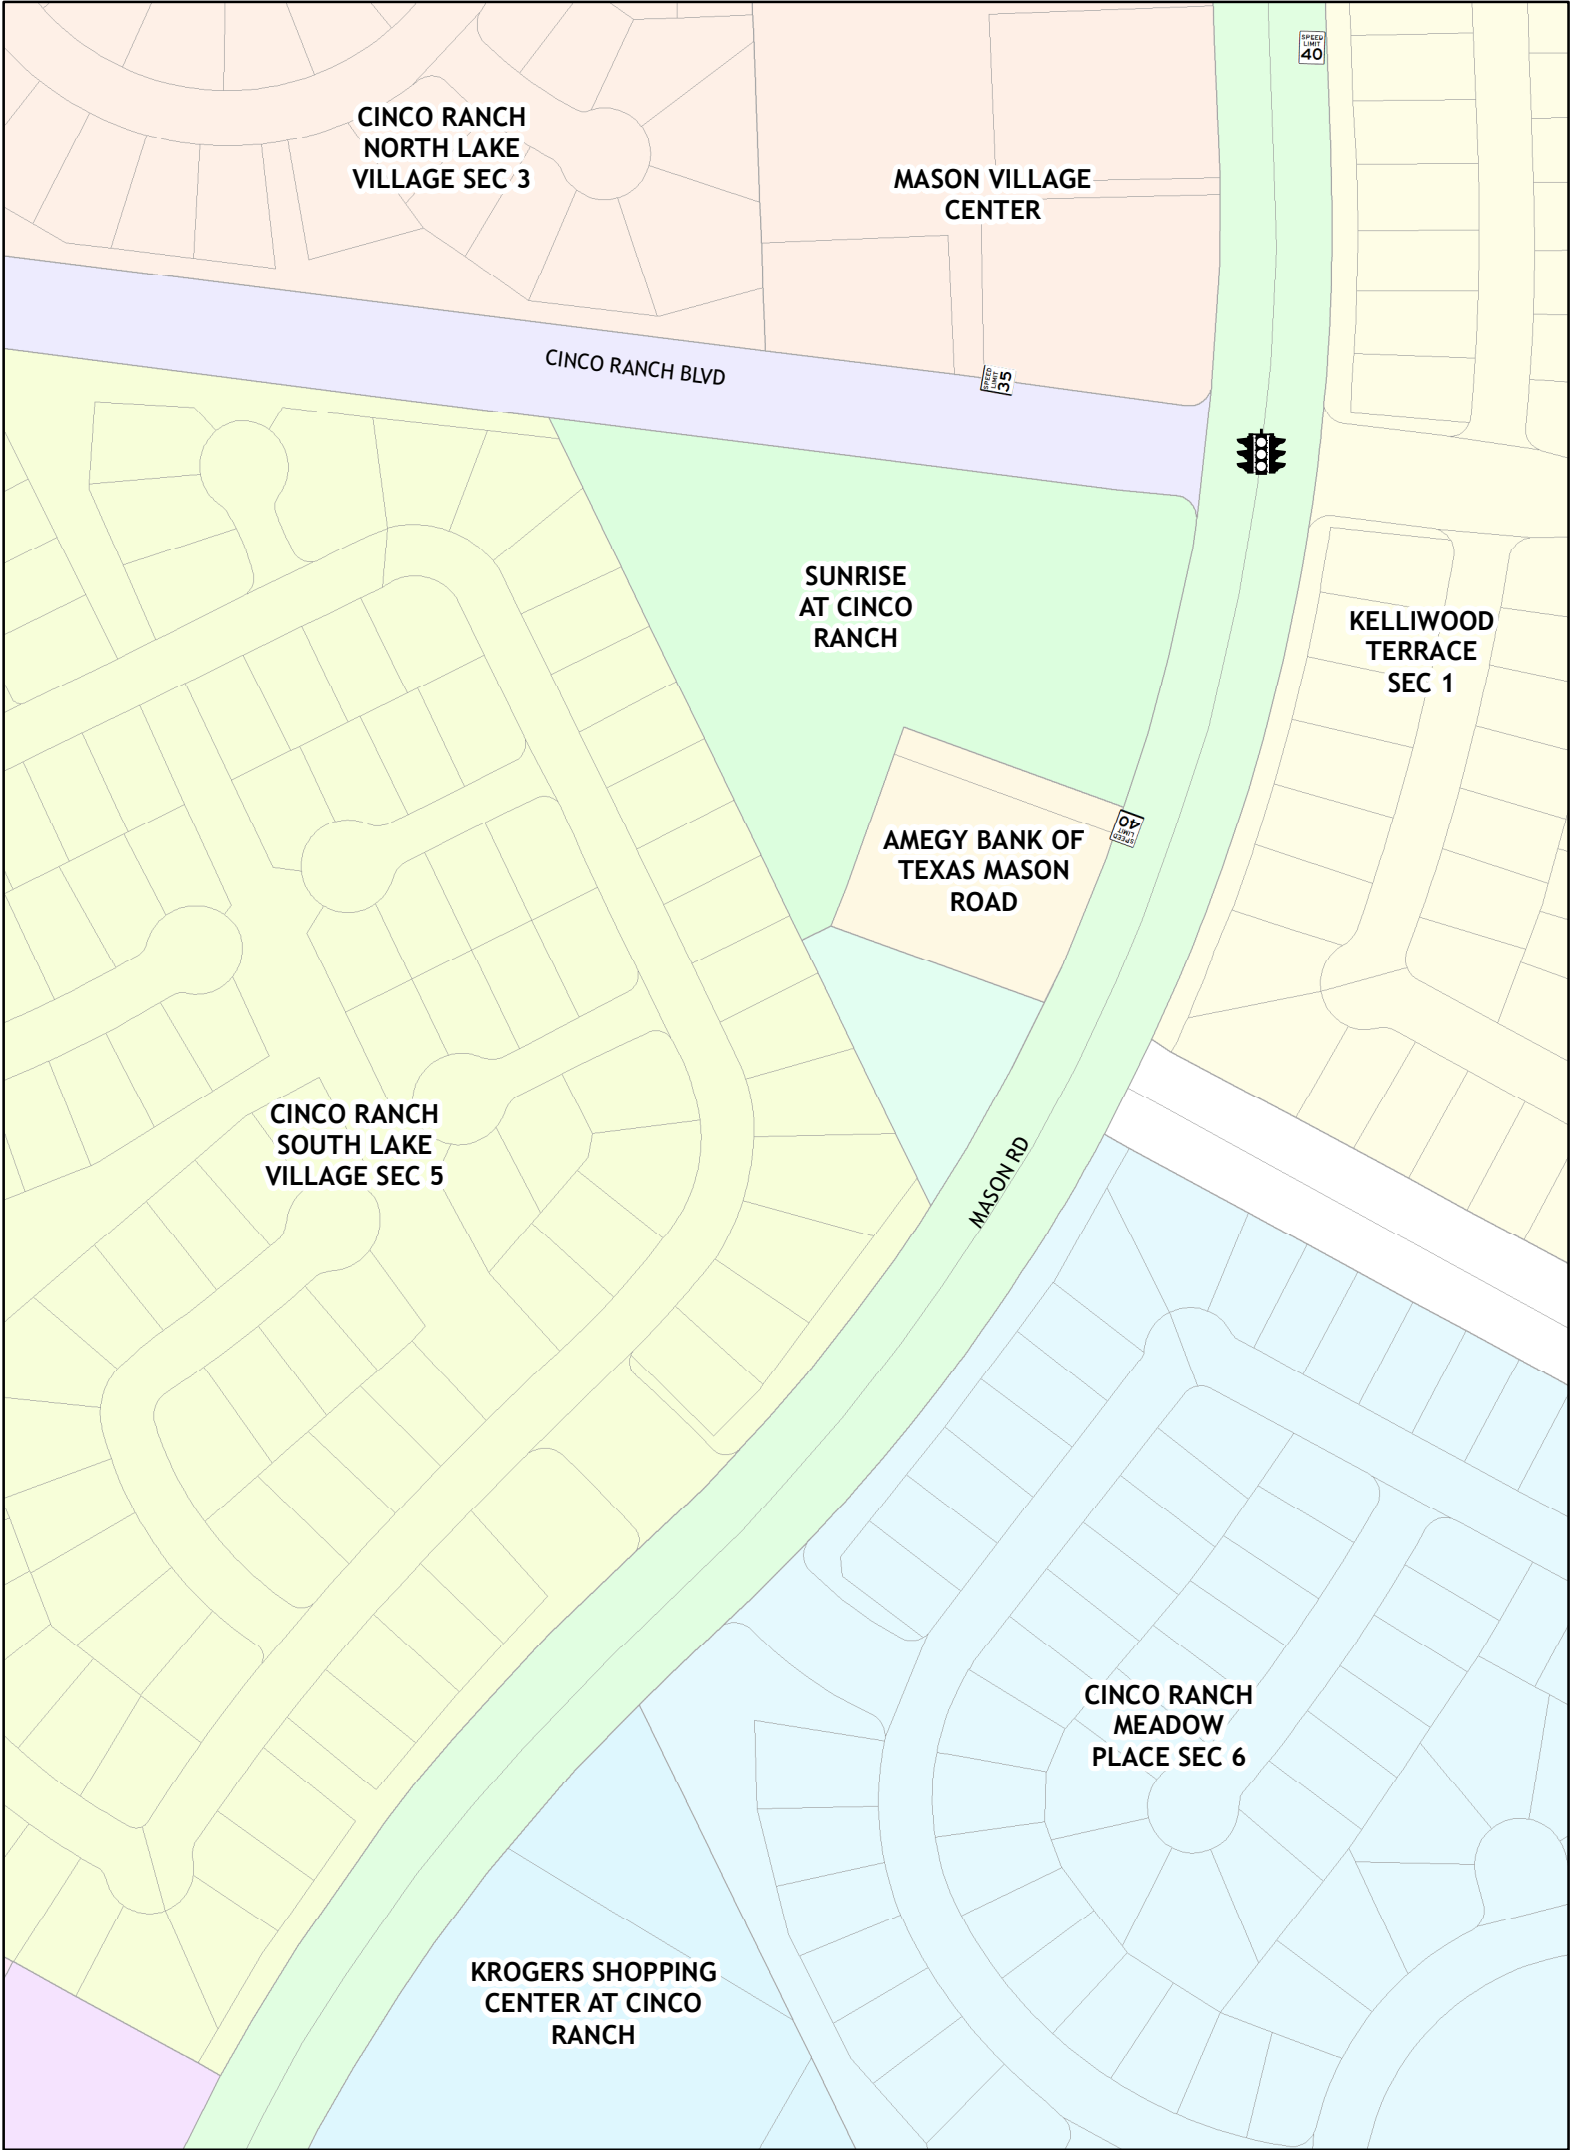 SPEED
LIMIT
40
CINCO RANCH
NORTH LAKE
VILLAGE SEC 3
MASON VILLAGE
CENTER
CINCO RANCH BLVD
SPEED
LIMIT
35
SUNRISE
AT CINCO
RANCH
KELLIWOOD
TERRACE
SEC 1
SPEED
LIMIT
40
AMEGY BANK OF
TEXAS MASON
ROAD
CINCO RANCH
SOUTH LAKE
VILLAGE SEC 5
MASON RD
CINCO RANCH
MEADOW
PLACE SEC 6
KROGERS SHOPPING
CENTER AT CINCO
RANCH